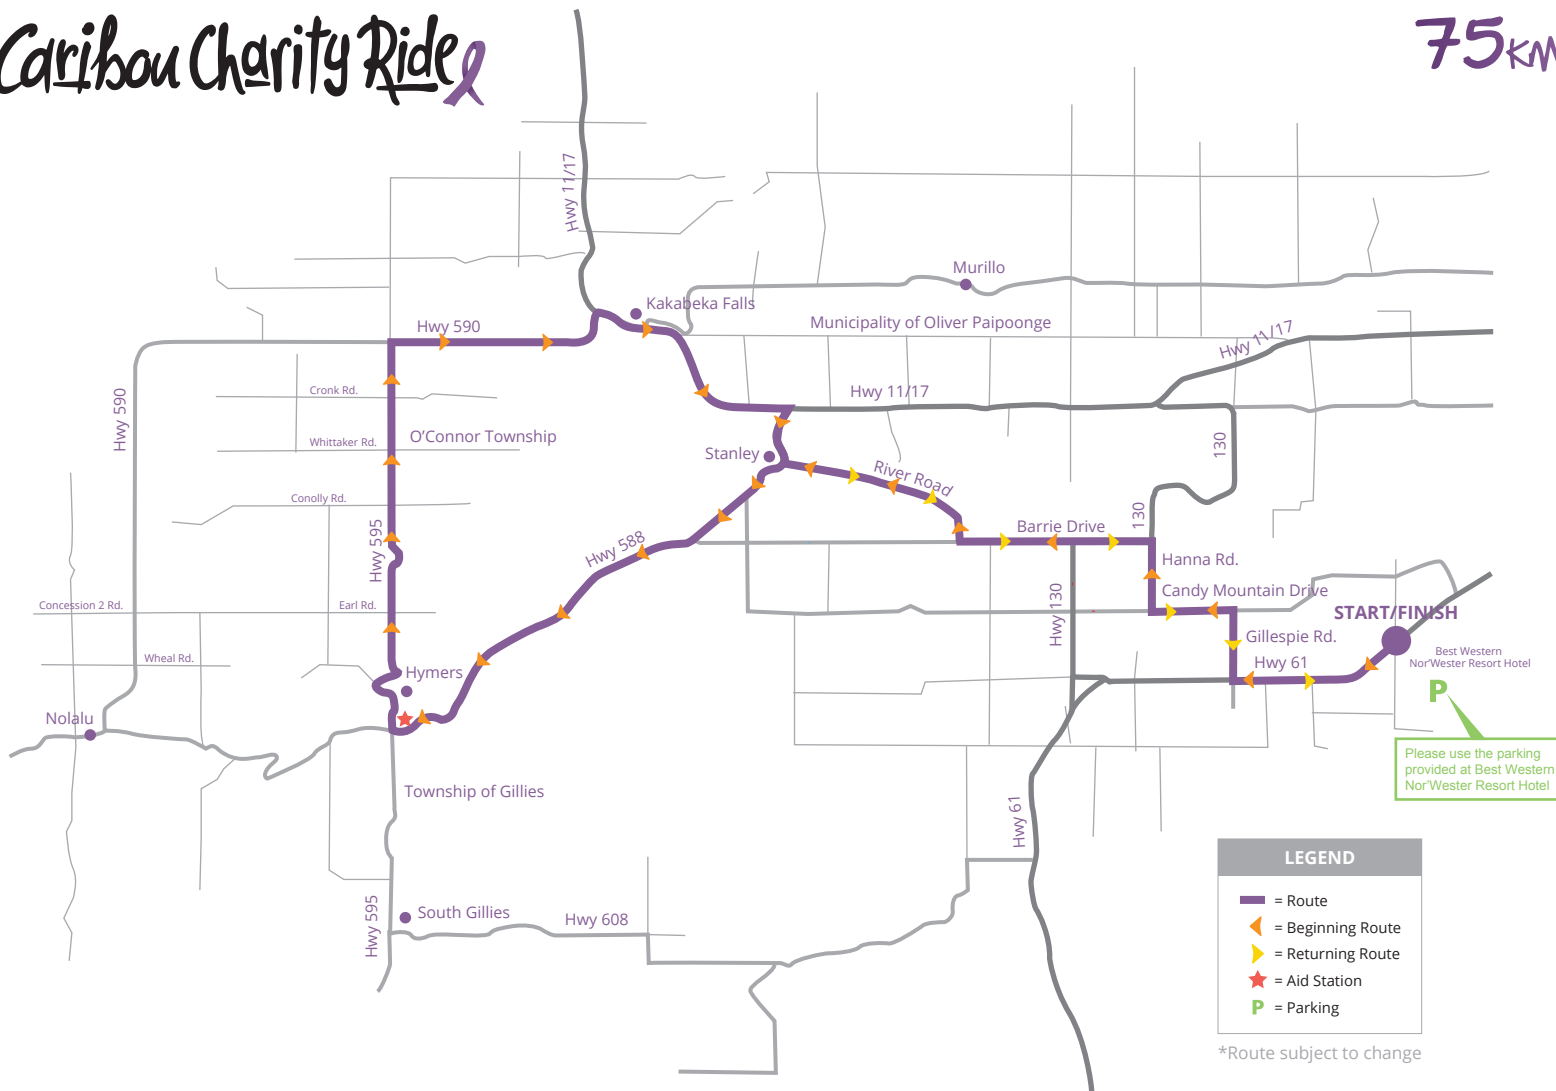 Caribou Charity Ride
75KM
Hwy 11/17
Murillo
Kakabeka Falls
Hwy 590
Municipality of Oliver Paipoonge
Hwy 11/17
Hwy 590
Cronk Rd.
Hwy 11/17
O'Connor Township
Whittaker Rd.
Stanley
130
River Road
Conolly Rd.
130
Barrie Drive
Hwy 595
Hwy 588
Hanna Rd.
Candy Mountain Drive
Concession 2 Rd.
Earl Rd.
Hwy 130
START/FINISH
Gillespie Rd.
Wheal Rd.
Hwy 61
Best Western
Nor'Wester Resort Hotel
Hymers
P
Nolalu
Please use the parking
provided at Best Western
Nor'Wester Resort Hotel
Township of Gillies
Hwy 61
LEGEND
= Route
= Beginning Route
= Returning Route
= Aid Station
P = Parking
South Gillies
Hwy 608
Hwy 595
*Route subject to change